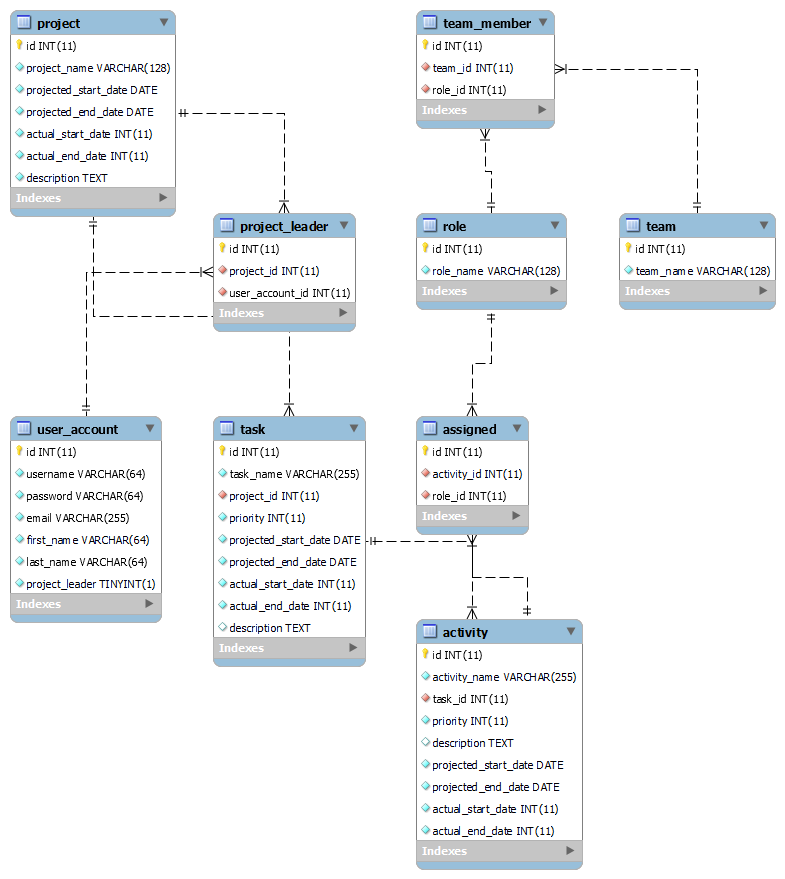 project
id INT(11)
project_name VARCHAR(128)
projected_start_date DATE
projected_end_date DATE
actual_start_date INT(11)
actual_end_date INT(11)
description TEXT
Indexes
team_member
id INT(11)
team_id INT(11)
role_id INT(11)
Indexes
project_leader
id INT(11)
project_id INT(11)
user_account_id INT(11)
Indexes
role
id INT(11)
role_name VARCHAR(128)
Indexes
team
id INT(11)
team_name VARCHAR(128)
Indexes
user_account
id INT(11)
username VARCHAR(64)
password VARCHAR(64)
email VARCHAR(255)
first_name VARCHAR(64)
last_name VARCHAR(64)
project_leader TINYINT(1)
Indexes
task
id INT(11)
task_name VARCHAR(255)
project_id INT(11)
priority INT(11)
projected_start_date DATE
projected_end_date DATE
actual_start_date INT(11)
actual_end_date INT(11)
description TEXT
Indexes
assigned
id INT(11)
activity_id INT(11)
role_id INT(11)
Indexes
activity
id INT(11)
activity_name VARCHAR(255)
task_id INT(11)
priority INT(11)
description TEXT
projected_start_date DATE
projected_end_date DATE
actual_start_date INT(11)
actual_end_date INT(11)
Indexes